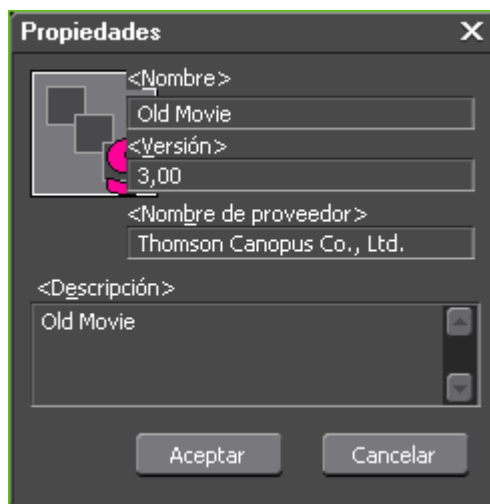 Propiedades
<Nombre>
Old Movie
<Versión>
3,00
<Nombre de proveedor>
Thomson Canopus Co., Ltd.
<Descripción>
Old Movie
Aceptar Cancelar